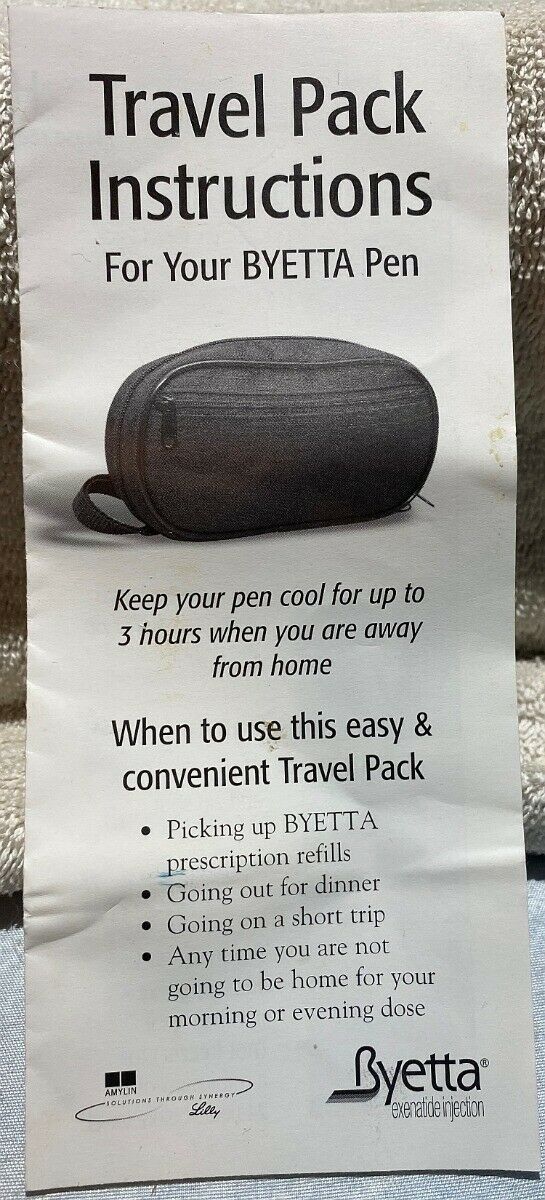 Travel Pack
Instructions
For Your BYETTA Pen
Keep your pen cool for up to
3 hours when you are away
from home
When to use this easy &
convenient Travel Pack
• Picking up BYETTA
prescription refills
• Going out for dinner
• Going on a short trip
• Any time you are not
going to be home for your
morning or evening dose
AMYLIN
SOLUTIONS THROUGH SYNERGY
Lilly
Byetta®
exenatide injection